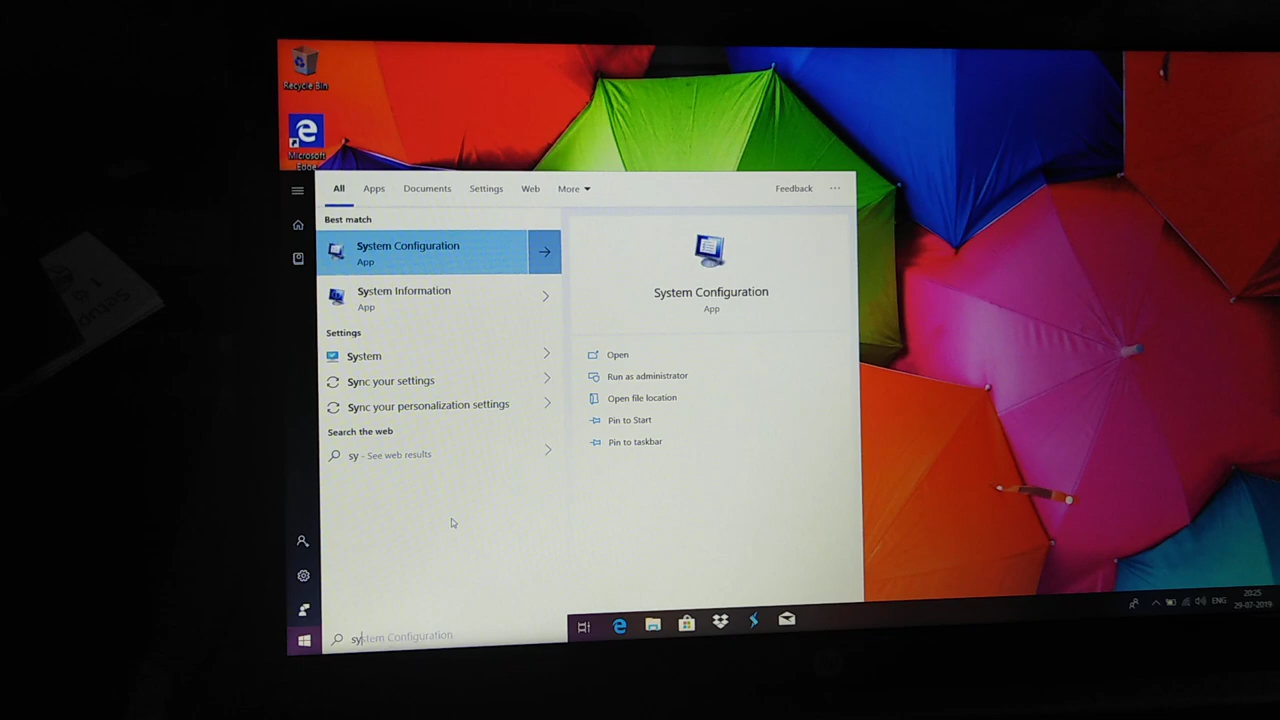 Recycle Bin
Microsoft
Edge
All Apps Documents Settings Web More Feedback ...
Best match
System Configuration
App
System Information
App
Settings
System
Sync your settings
Sync your personalization settings
Search the web
sy - See web results
System Configuration
App
Open
Run as administrator
Open file location
Pin to Start
Pin to taskbar
system Configuration
ENG
20:25
29-07-2019
setup